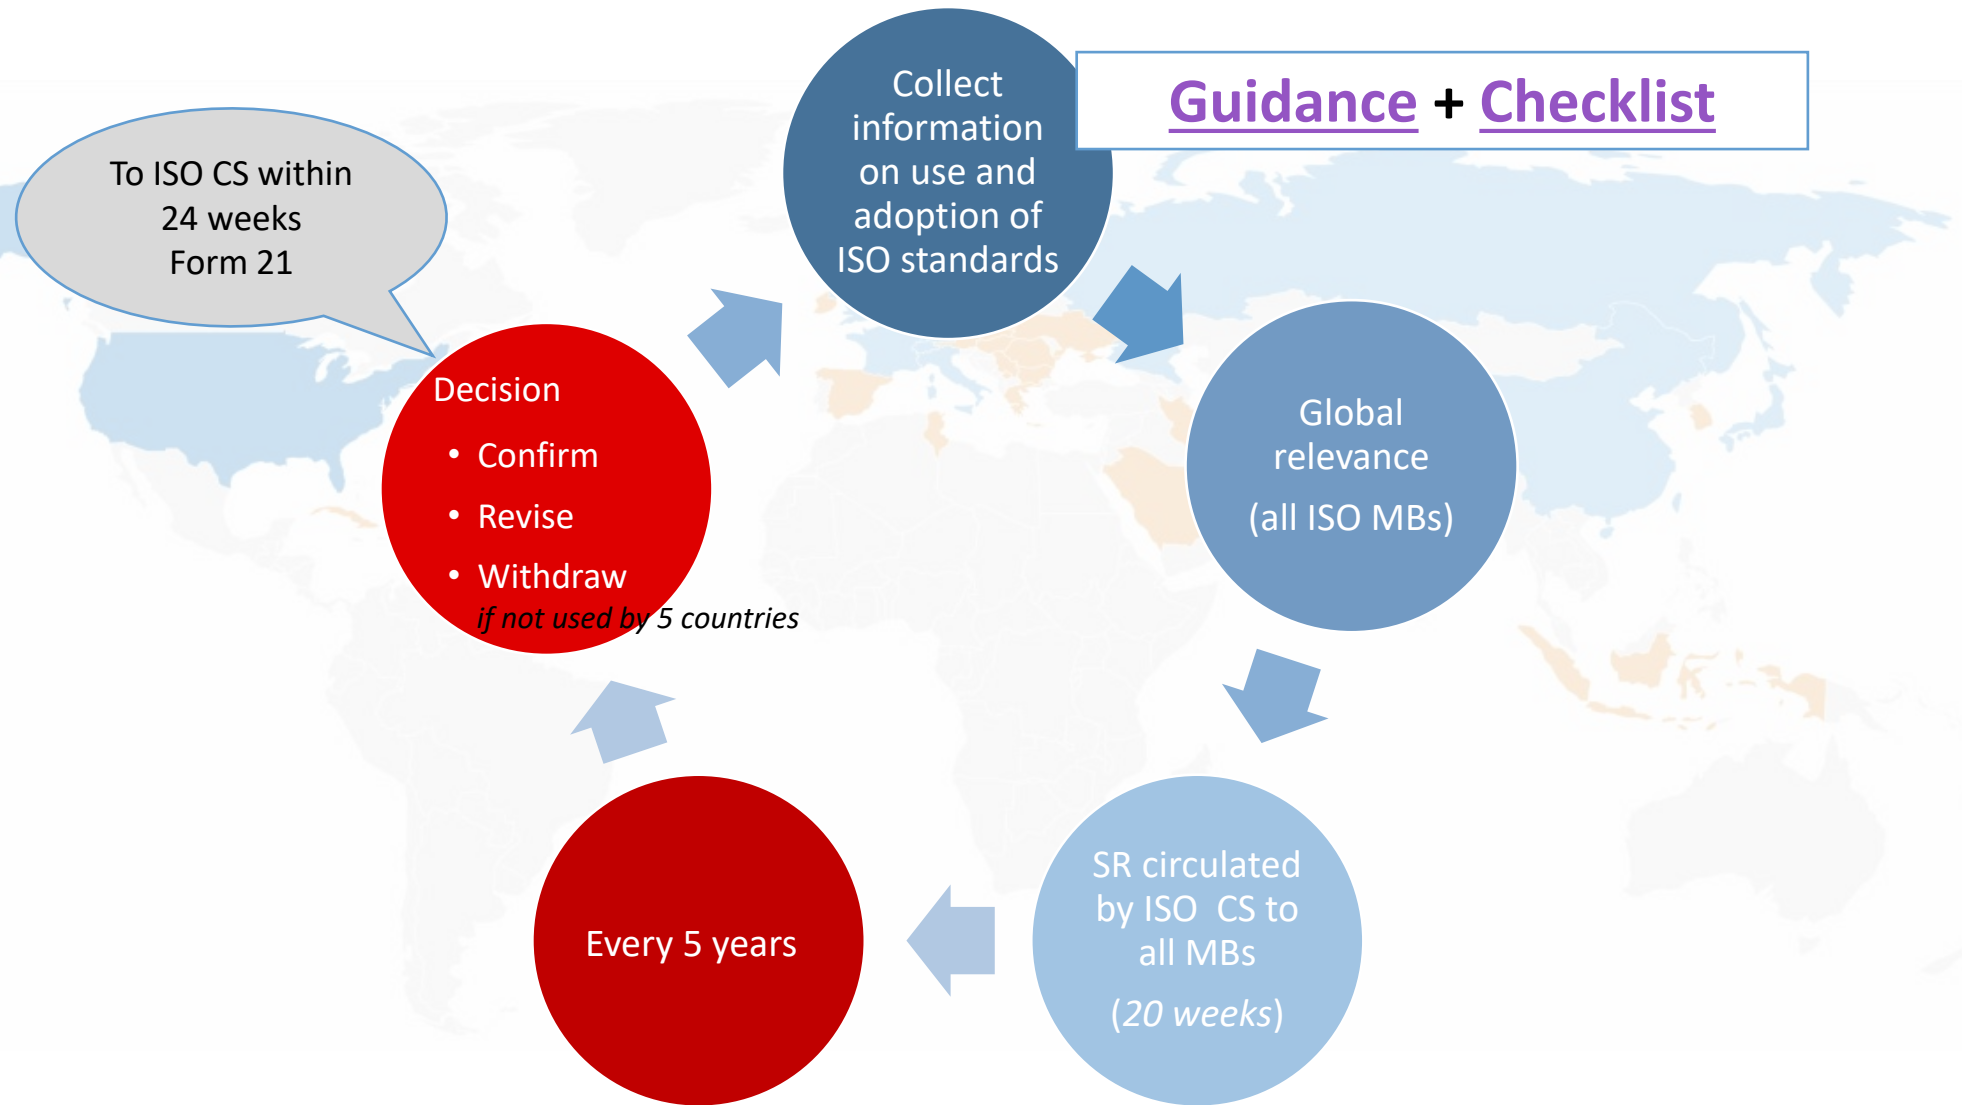 Collect
information
on use and
adoption of
ISO standards
Guidance + Checklist
To ISO CS within
24 weeks
Form 21
Decision
• Confirm
• Revise
• Withdraw
if not used by 5 countries
Global
relevance
(all ISO MBs)
SR circulated
by ISO CS to
all MBs
(20 weeks)
Every 5 years